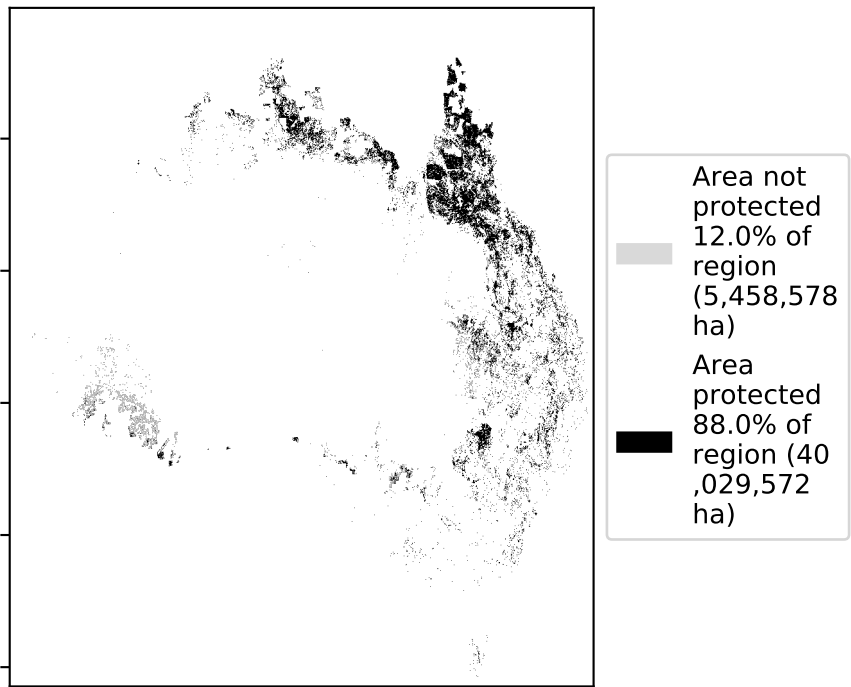 Area not
protected
12.0% of
region
(5,458,578
ha)
Area
protected
88.0% of
region (40
,029,572
ha)